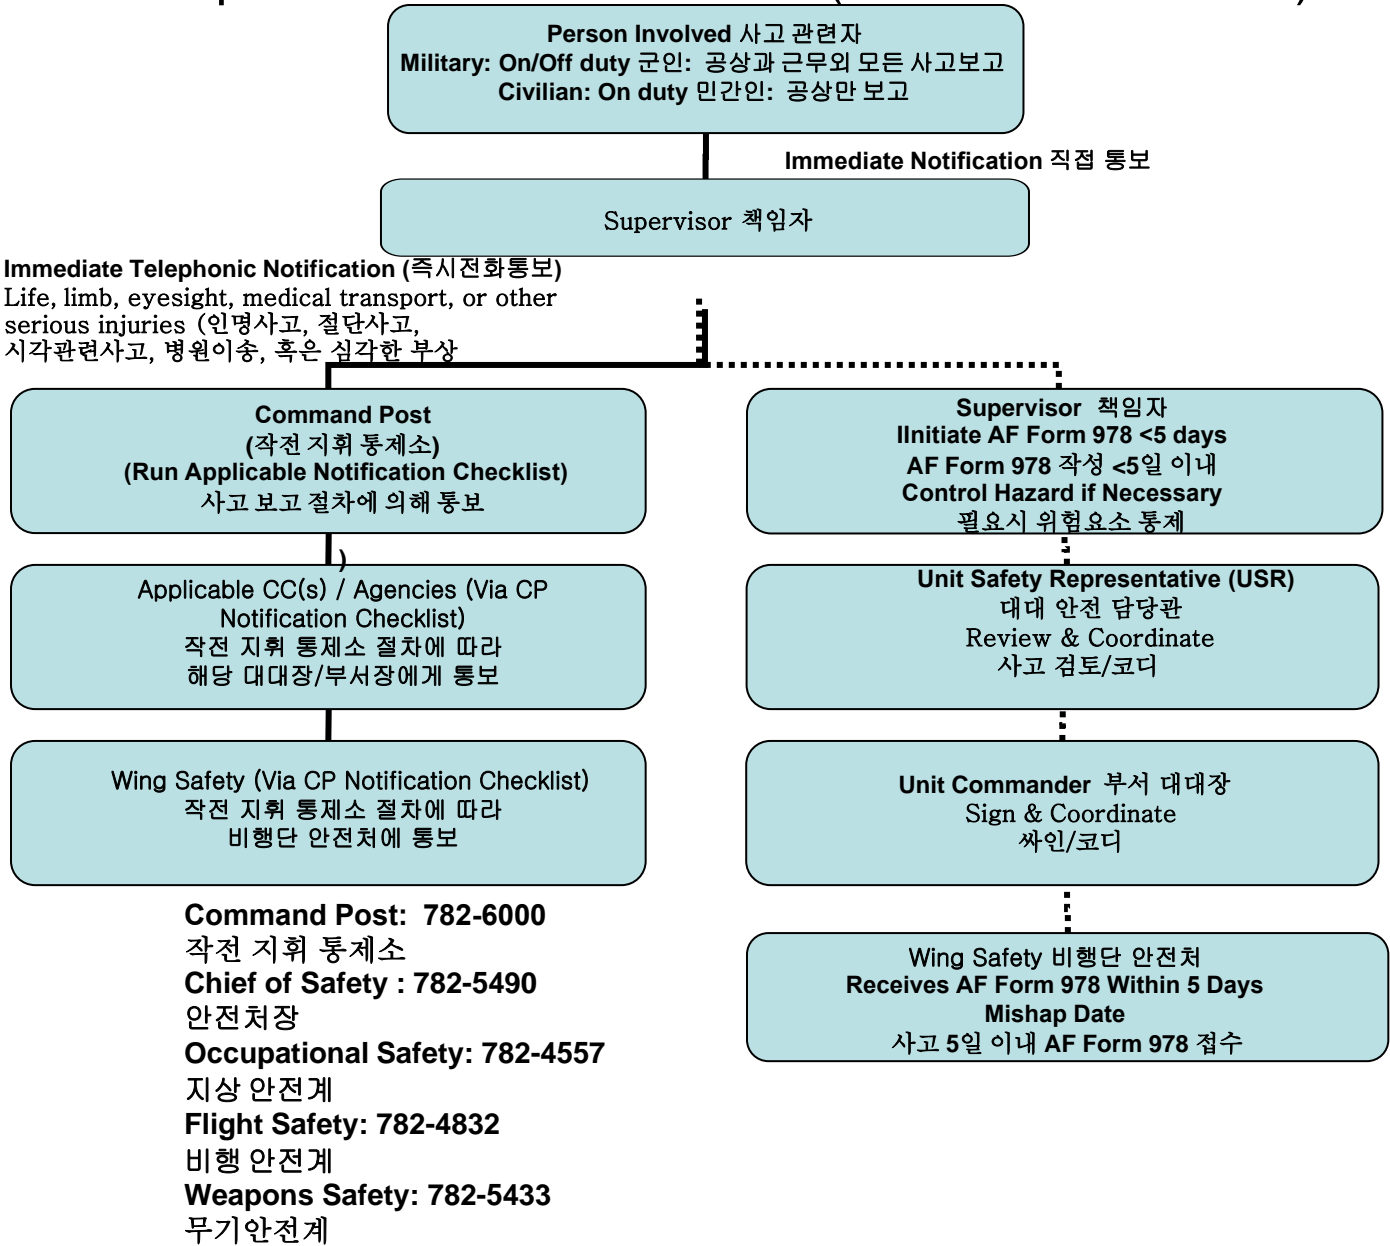 Person Involved 사고 관련자
Military: On/Off duty 군인: 공상과 근무외 모든 사고보고
Civilian: On duty 민간인: 공상만 보고
Immediate Notification 직접 통보
Supervisor 책임자
Immediate Telephonic Notification (즉시전화통보)
Life, limb, eyesight, medical transport, or other
serious injuries (인명사고, 절단사고,
시각관련사고, 병원이송, 혹은 심각한 부상
Command Post
(작전 지휘 통제소)
(Run Applicable Notification Checklist)
사고 보고 절차에 의해 통보
)
Applicable CC(s) / Agencies (Via CP
Notification Checklist)
작전 지휘 통제소 절차에 따라
해당 대대장/부서장에게 통보
Wing Safety (Via CP Notification Checklist)
작전 지휘 통제소 절차에 따라
비행단 안전처에 통보
Supervisor 책임자
IInitiate AF Form 978 <5 days
AF Form 978 작성 <5일 이내
Control Hazard if Necessary
필요시 위험요소 통제
Unit Safety Representative (USR)
대대 안전 담당관
Review & Coordinate
사고 검토/코디
Unit Commander 부서 대대장
Sign & Coordinate
싸인/코디
Wing Safety 비행단 안전처
Receives AF Form 978 Within 5 Days
Mishap Date
사고 5일 이내 AF Form 978 접수
Command Post: 782-6000
작전 지휘 통제소
Chief of Safety : 782-5490
안전처장
Occupational Safety: 782-4557
지상 안전계
Flight Safety: 782-4832
비행 안전계
Weapons Safety: 782-5433
무기안전계